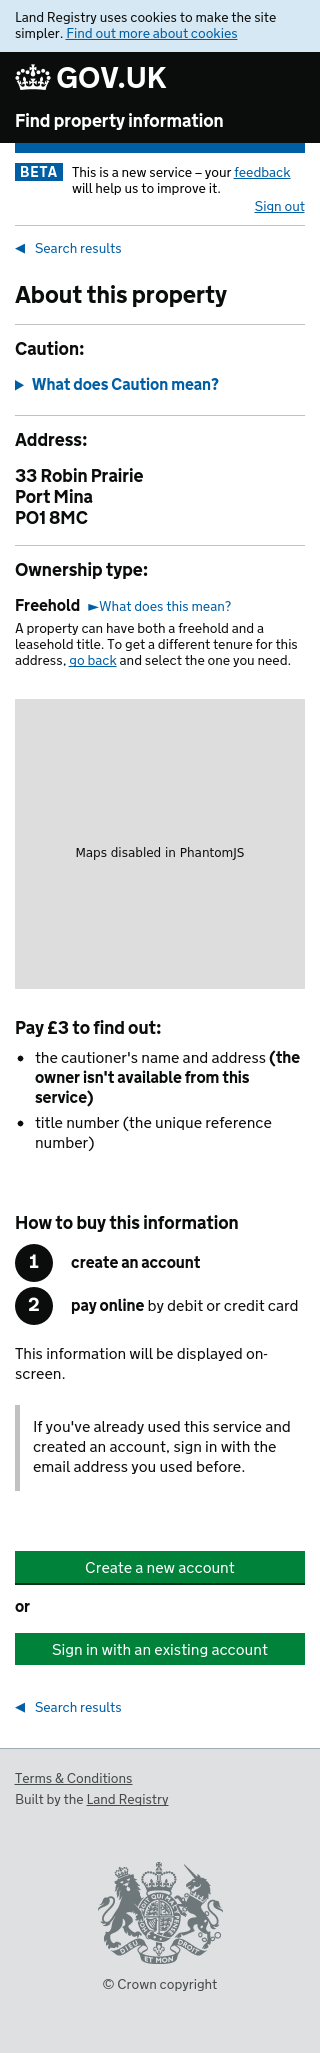 Land Registry uses cookies to make the site
simpler. Find out more about cookies
GOV.UK
Find property information
BETA This is a new service – your feedback
will help us to improve it.
Sign out
◀ Search results
About this property
Caution:
▶ What does Caution mean?
Address:
33 Robin Prairie
Port Mina
PO1 8MC
Ownership type:
Freehold ►What does this mean?
A property can have both a freehold and a
leasehold title. To get a different tenure for this
address, go back and select the one you need.
Maps disabled in PhantomJS
Pay £3 to find out:
• the cautioner's name and address (the
owner isn't available from this
service)
• title number (the unique reference
number)
How to buy this information
1 create an account
2 pay online by debit or credit card
This information will be displayed on-
screen.
If you've already used this service and
created an account, sign in with the
email address you used before.
Create a new account
or
Sign in with an existing account
◀ Search results
Terms & Conditions
Built by the Land Registry
DIEU ET MON DROIT
© Crown copyright